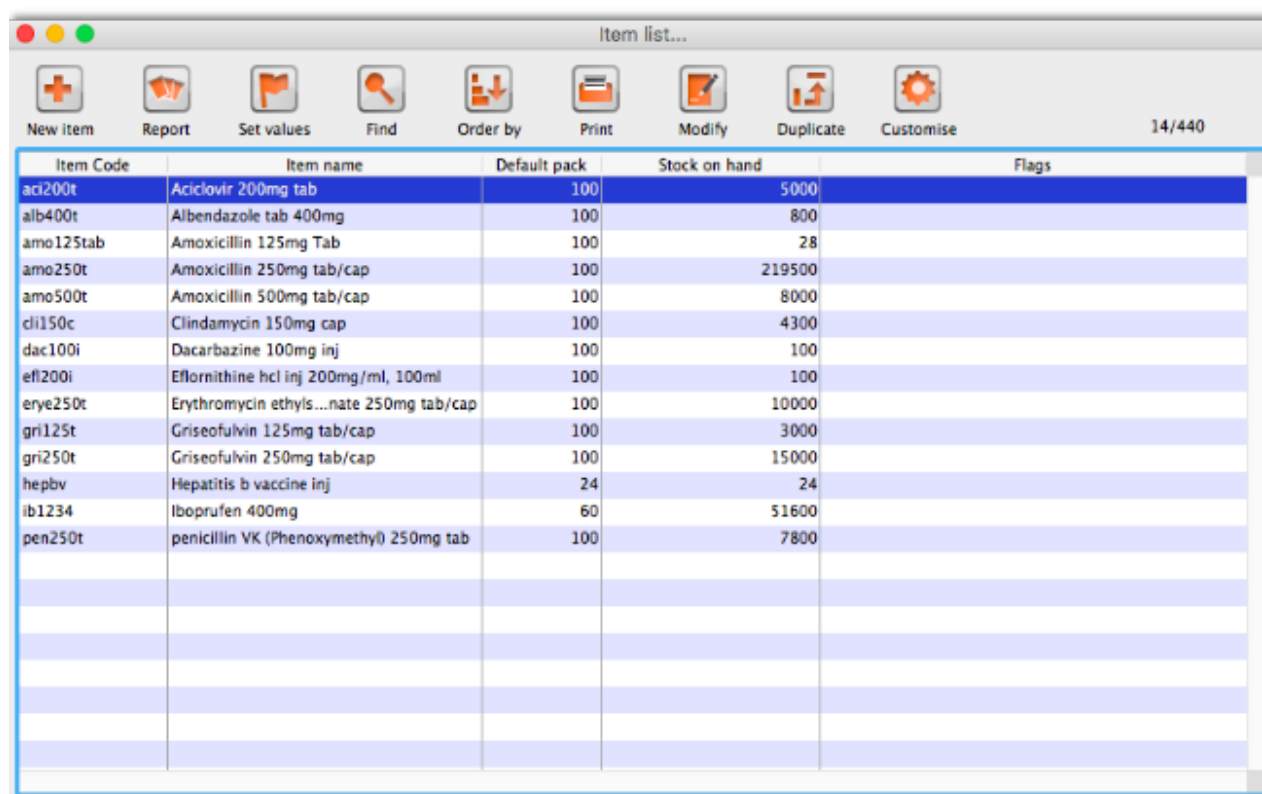 Item list...
New item Report Set values Find Order by Print Modify Duplicate Customise 14/440
Item Code Item name Default pack Stock on hand Flags
aci200t Aciclovir 200mg tab 100 5000
alb400t Albendazole tab 400mg 100 800
amo125tab Amoxicillin 125mg Tab 100 28
amo250t Amoxicillin 250mg tab/cap 100 219500
amo500t Amoxicillin 500mg tab/cap 100 8000
cli150c Clindamycin 150mg cap 100 4300
dac100i Dacarbazine 100mg inj 100 100
efl200i Eflornithine hcl inj 200mg/ml, 100ml 100 100
erye250t Erythromycin ethyls...nate 250mg tab/cap 100 10000
gri125t Griseofulvin 125mg tab/cap 100 3000
gri250t Griseofulvin 250mg tab/cap 100 15000
hepbv Hepatitis b vaccine inj 24 24
ib1234 Iboprufen 400mg 60 51600
pen250t penicillin VK (Phenoxymethyl) 250mg tab 100 7800